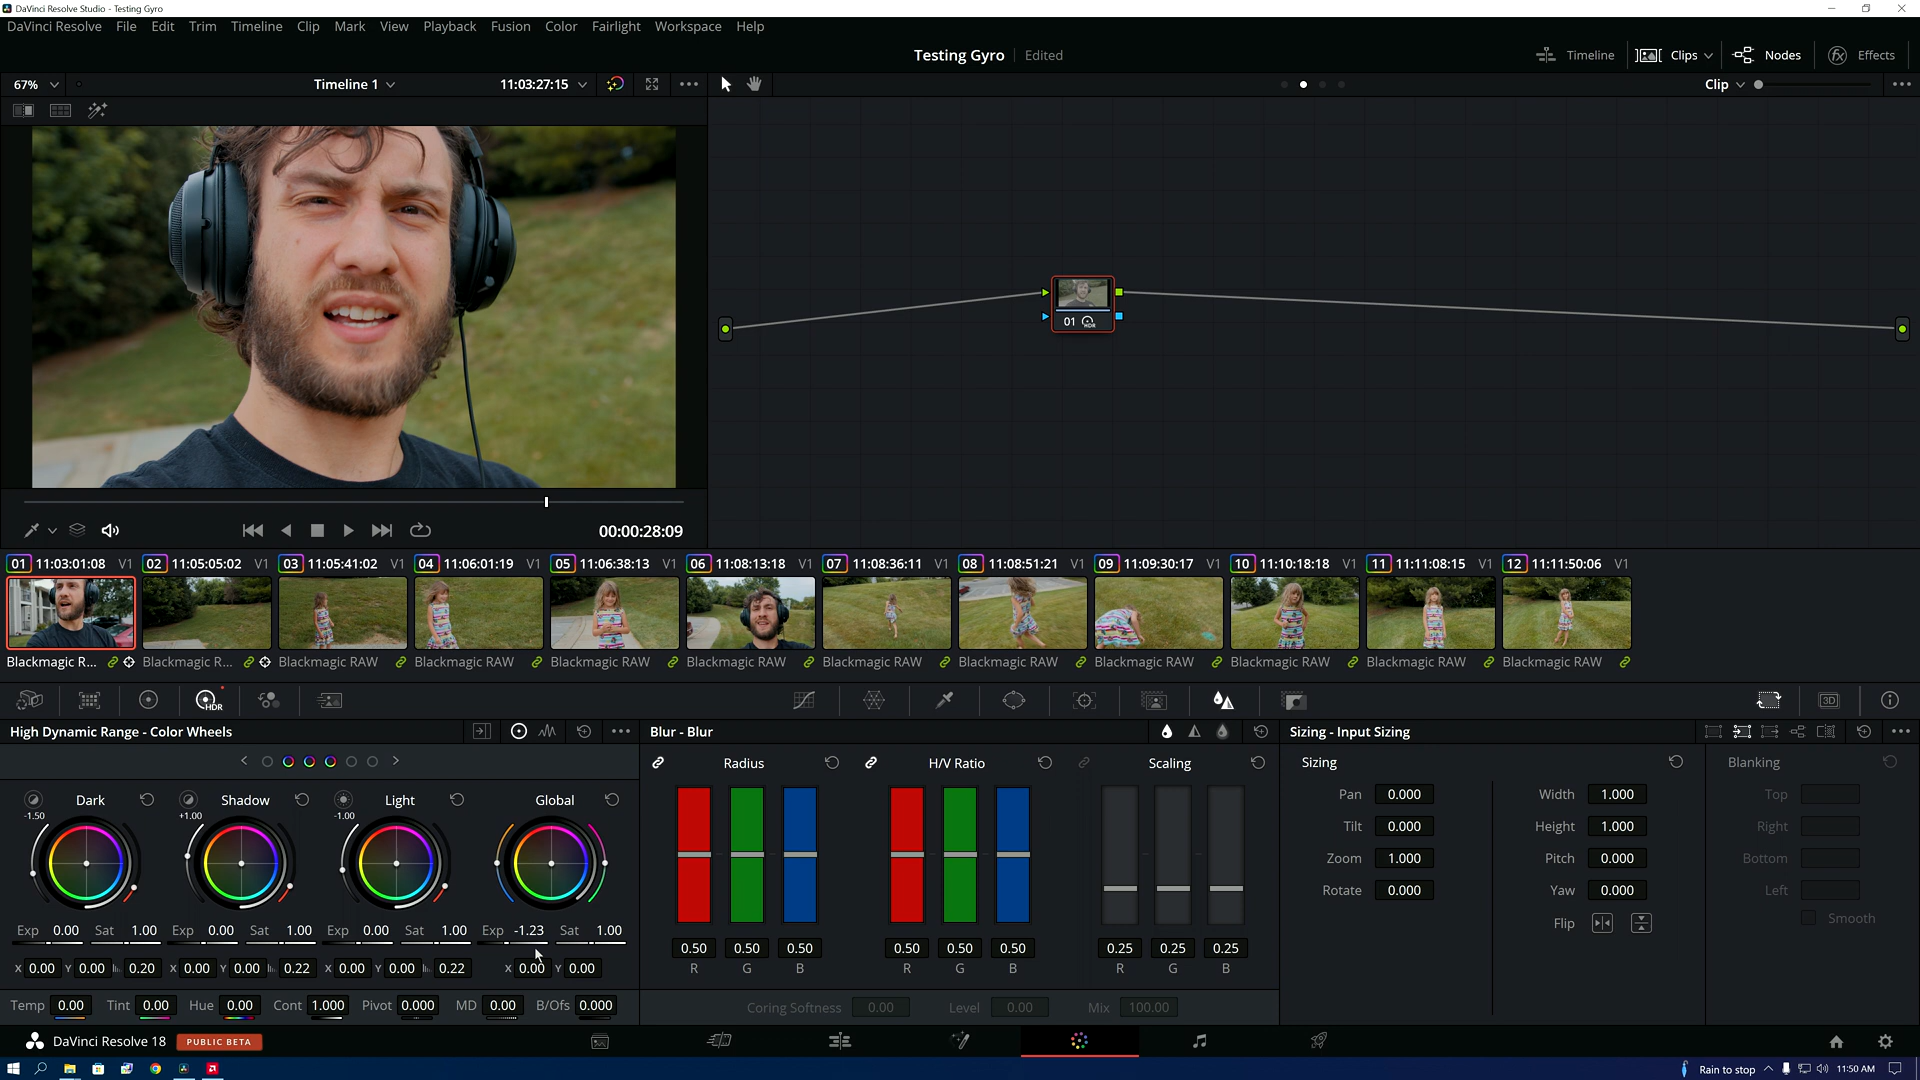 DaVinci Resolve Studio - Testing Gyro
DaVinci Resolve File Edit Trim Timeline Clip Mark View Playback Fusion Color Fairlight Workspace Help
Testing Gyro Edited
Timeline Clips Nodes Effects
67% Timeline 1 11:03:27:15 Clip
01 HDR
00:00:28:09
01 11:03:01:08 V1 02 11:05:05:02 V1 03 11:05:41:02 V1 04 11:06:01:19 V1 05 11:06:38:13 V1 06 11:08:13:18 V1 07 11:08:36:11 V1 08 11:08:51:21 V1 09 11:09:30:17 V1 10 11:10:18:18 V1 11 11:11:08:15 V1 12 11:11:50:06 V1
Blackmagic R... Blackmagic R... Blackmagic RAW Blackmagic RAW Blackmagic RAW Blackmagic RAW Blackmagic RAW Blackmagic RAW Blackmagic RAW Blackmagic RAW Blackmagic RAW Blackmagic RAW
HDR 3D
High Dynamic Range - Color Wheels Blur - Blur Sizing - Input Sizing
Radius H/V Ratio Scaling Sizing Blanking
Dark Shadow Light Global
-1.50 +1.00 -1.00
Pan 0.000 Width 1.000 Top
Tilt 0.000 Height 1.000 Right
Zoom 1.000 Pitch 0.000 Bottom
Rotate 0.000 Yaw 0.000 Left
Flip Smooth
Exp 0.00 Sat 1.00 Exp 0.00 Sat 1.00 Exp 0.00 Sat 1.00 Exp -1.23 Sat 1.00
0.50 0.50 0.50 0.50 0.50 0.50 0.25 0.25 0.25
X 0.00 Y 0.00 0.20 X 0.00 Y 0.00 0.22 X 0.00 Y 0.00 0.22 X 0.00 Y 0.00
R G B R G B R G B
Temp 0.00 Tint 0.00 Hue 0.00 Cont 1.000 Pivot 0.000 MD 0.00 B/Ofs 0.000
Coring Softness 0.00 Level 0.00 Mix 100.00
DaVinci Resolve 18 PUBLIC BETA
Rain to stop 11:50 AM